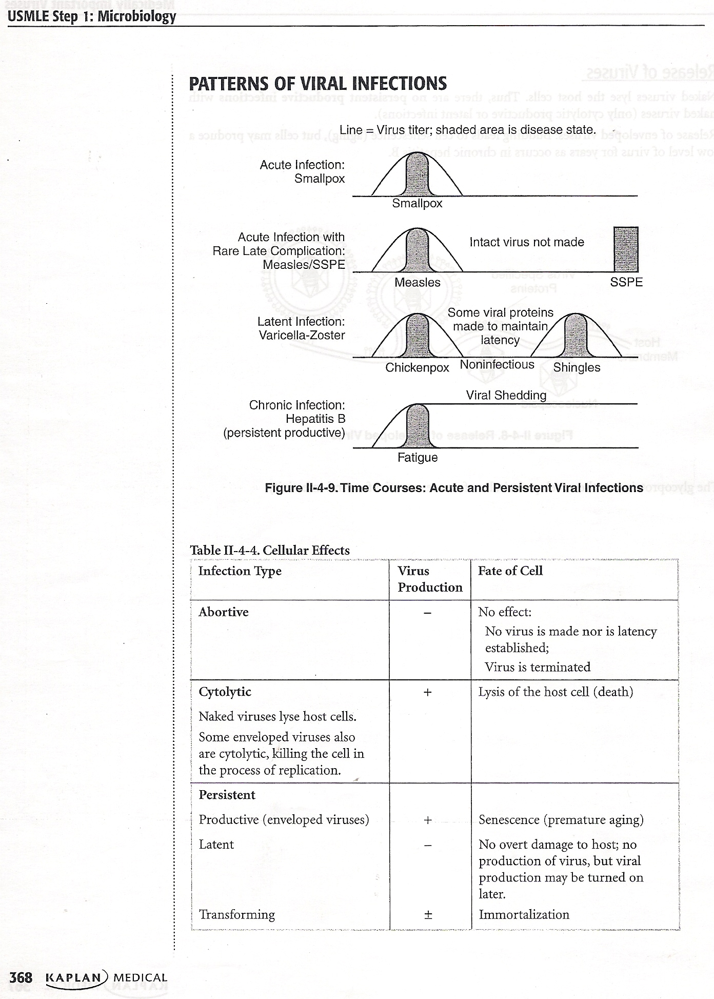 USMLE Step 1: Microbiology
PATTERNS OF VIRAL INFECTIONS
Line = Virus titer; shaded area is disease state.
Acute Infection:
Smallpox
Smallpox
Acute Infection with
Rare Late Complication:
Measles/SSPE
Intact virus not made
Measles
SSPE
Latent Infection:
Varicella-Zoster
Some viral proteins
made to maintain
latency
Chickenpox
Noninfectious
Shingles
Chronic Infection:
Hepatitis B
(persistent productive)
Viral Shedding
Fatigue
Figure II-4-9. Time Courses: Acute and Persistent Viral Infections
Table II-4-4. Cellular Effects
Infection Type
Virus
Production
Fate of Cell
Abortive
–
No effect:
No virus is made nor is latency
established;
Virus is terminated
Cytolytic
+
Lysis of the host cell (death)
Naked viruses lyse host cells.
Some enveloped viruses also
are cytolytic, killing the cell in
the process of replication.
Persistent
Productive (enveloped viruses)
+
Senescence (premature aging)
Latent
–
No overt damage to host; no
production of virus, but viral
production may be turned on
later.
Transforming
±
Immortalization
368 KAPLAN MEDICAL